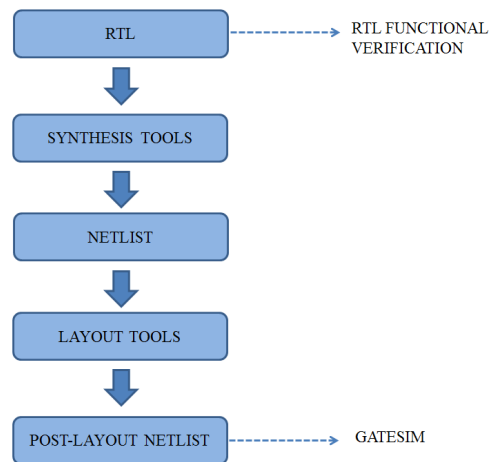 RTL
RTL FUNCTIONAL
VERIFICATION
SYNTHESIS TOOLS
NETLIST
LAYOUT TOOLS
POST-LAYOUT NETLIST
GATESIM